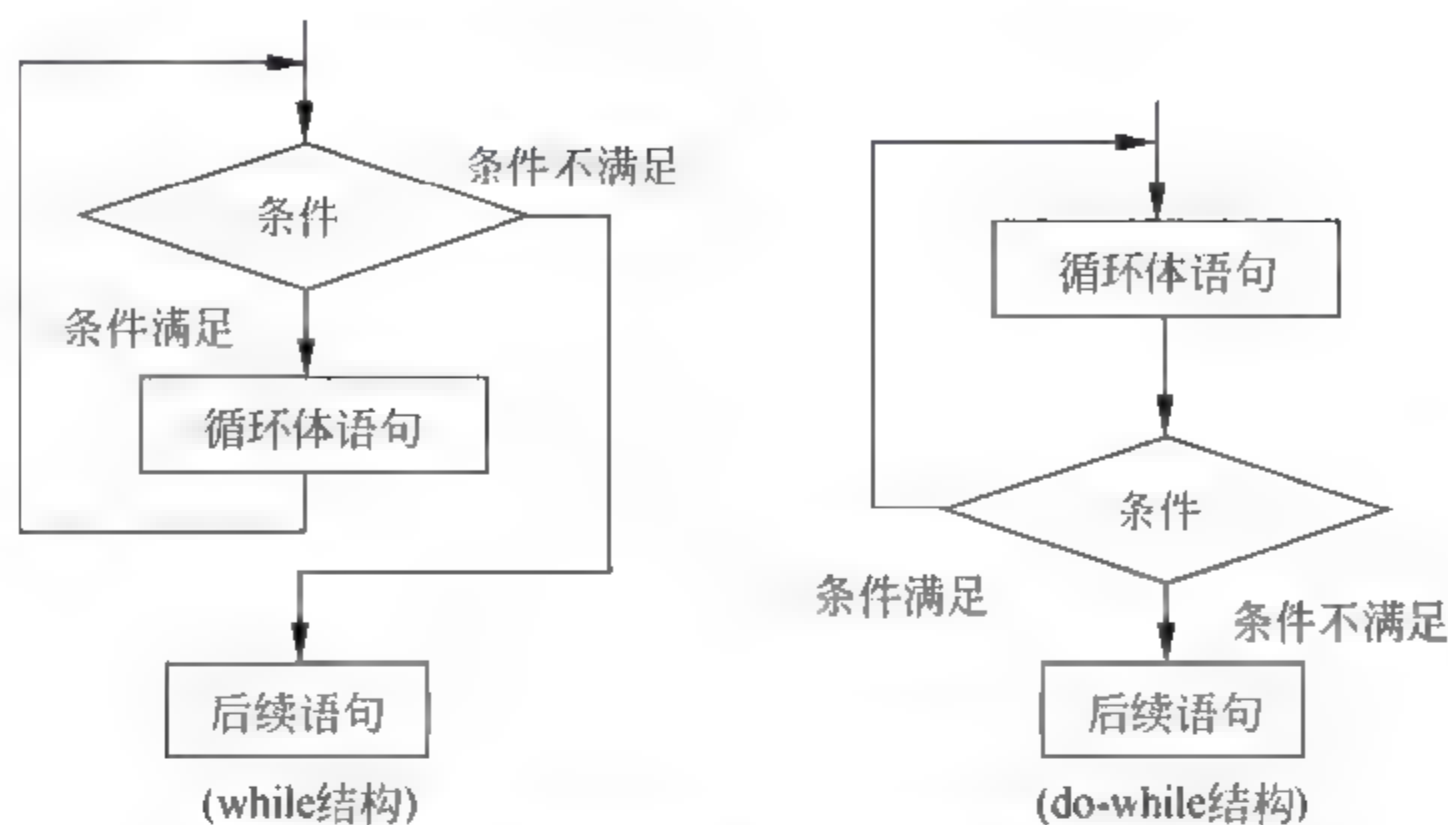 条件不满足
条件
条件满足
循环体语句
后续语句
(while结构)
循环体语句
条件
条件满足
条件不满足
后续语句
(do-while结构)